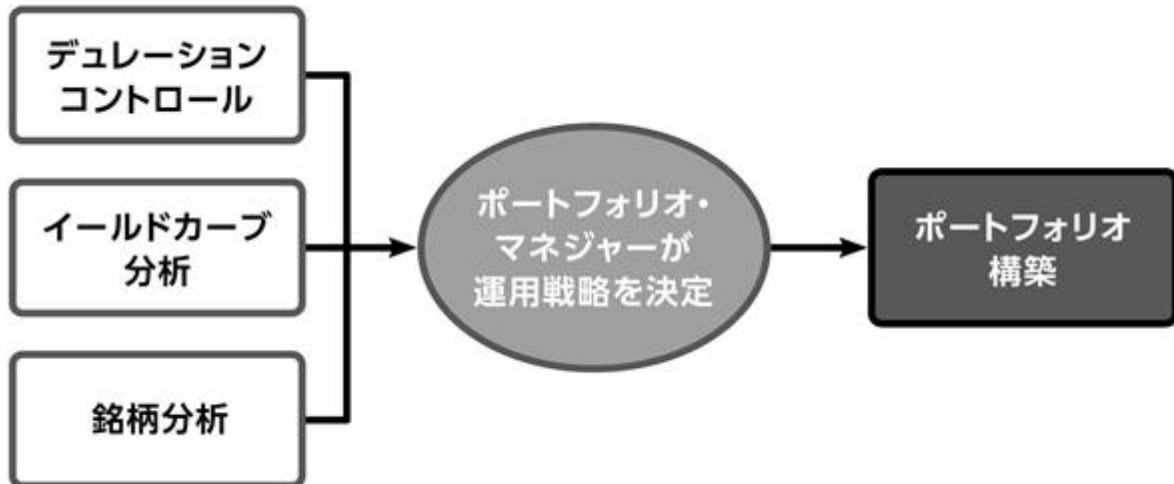 デュレーション
コントロール
イールドカーブ
分析
銘柄分析
ポートフォリオ・
マネジャーが
運用戦略を決定
ポートフォリオ
構築